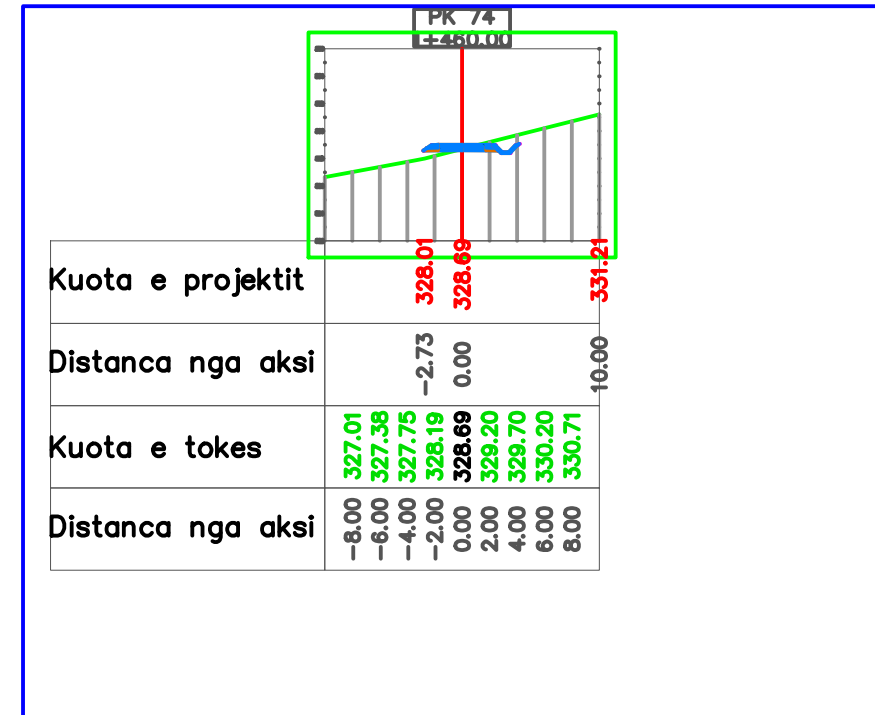 PK 74
+460.00
Kuota e projektit 328.01 328.69 331.21
Distanca nga aksi -2.73 0.00 10.00
Kuota e tokes 327.01 327.38 327.75 328.19 328.69 329.20 329.70 330.20 330.71
Distanca nga aksi -8.00 -6.00 -4.00 -2.00 0.00 2.00 4.00 6.00 8.00